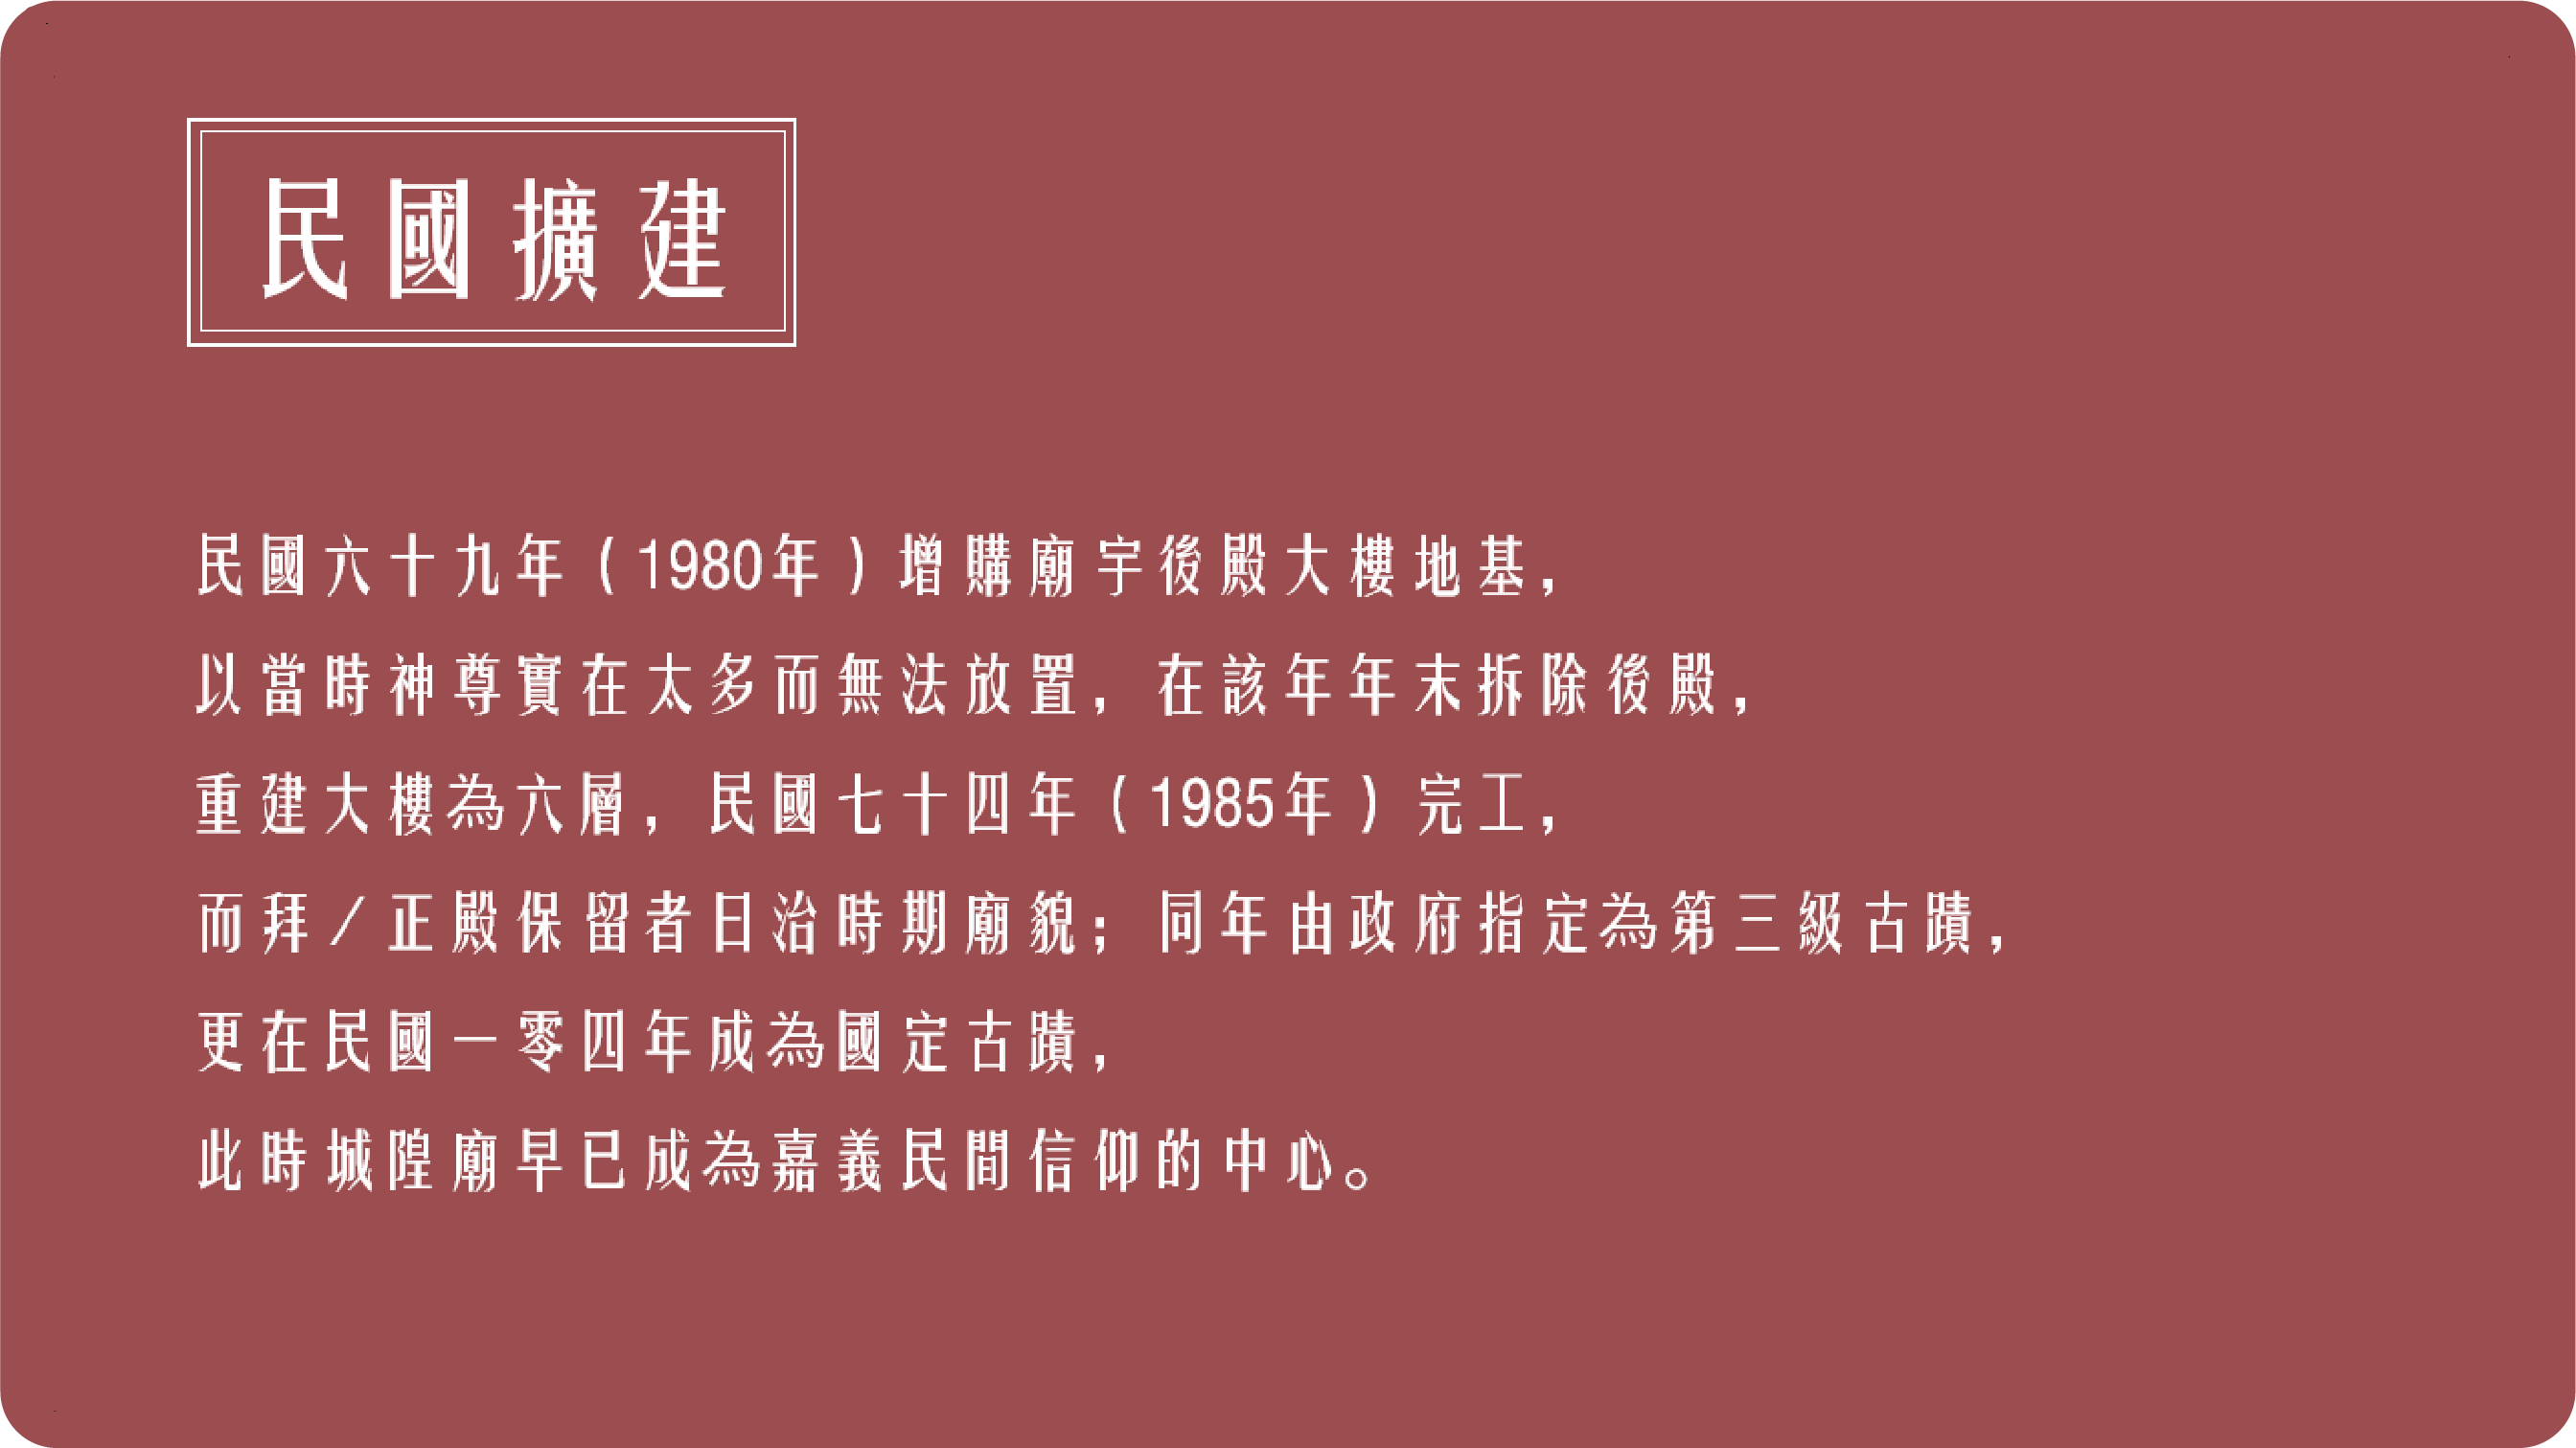 民國擴建
民國六十九年（1980年）增購廟宇後殿大樓地基，
以當時神尊實在太多而無法放置，在該年年末拆除後殿，
重建大樓為六層，民國七十四年（1985年）完工，
而拜／正殿保留者日治時期廟貌；同年由政府指定為第三級古蹟，
更在民國一零四年成為國定古蹟，
此時城隍廟早已成為嘉義民間信仰的中心。